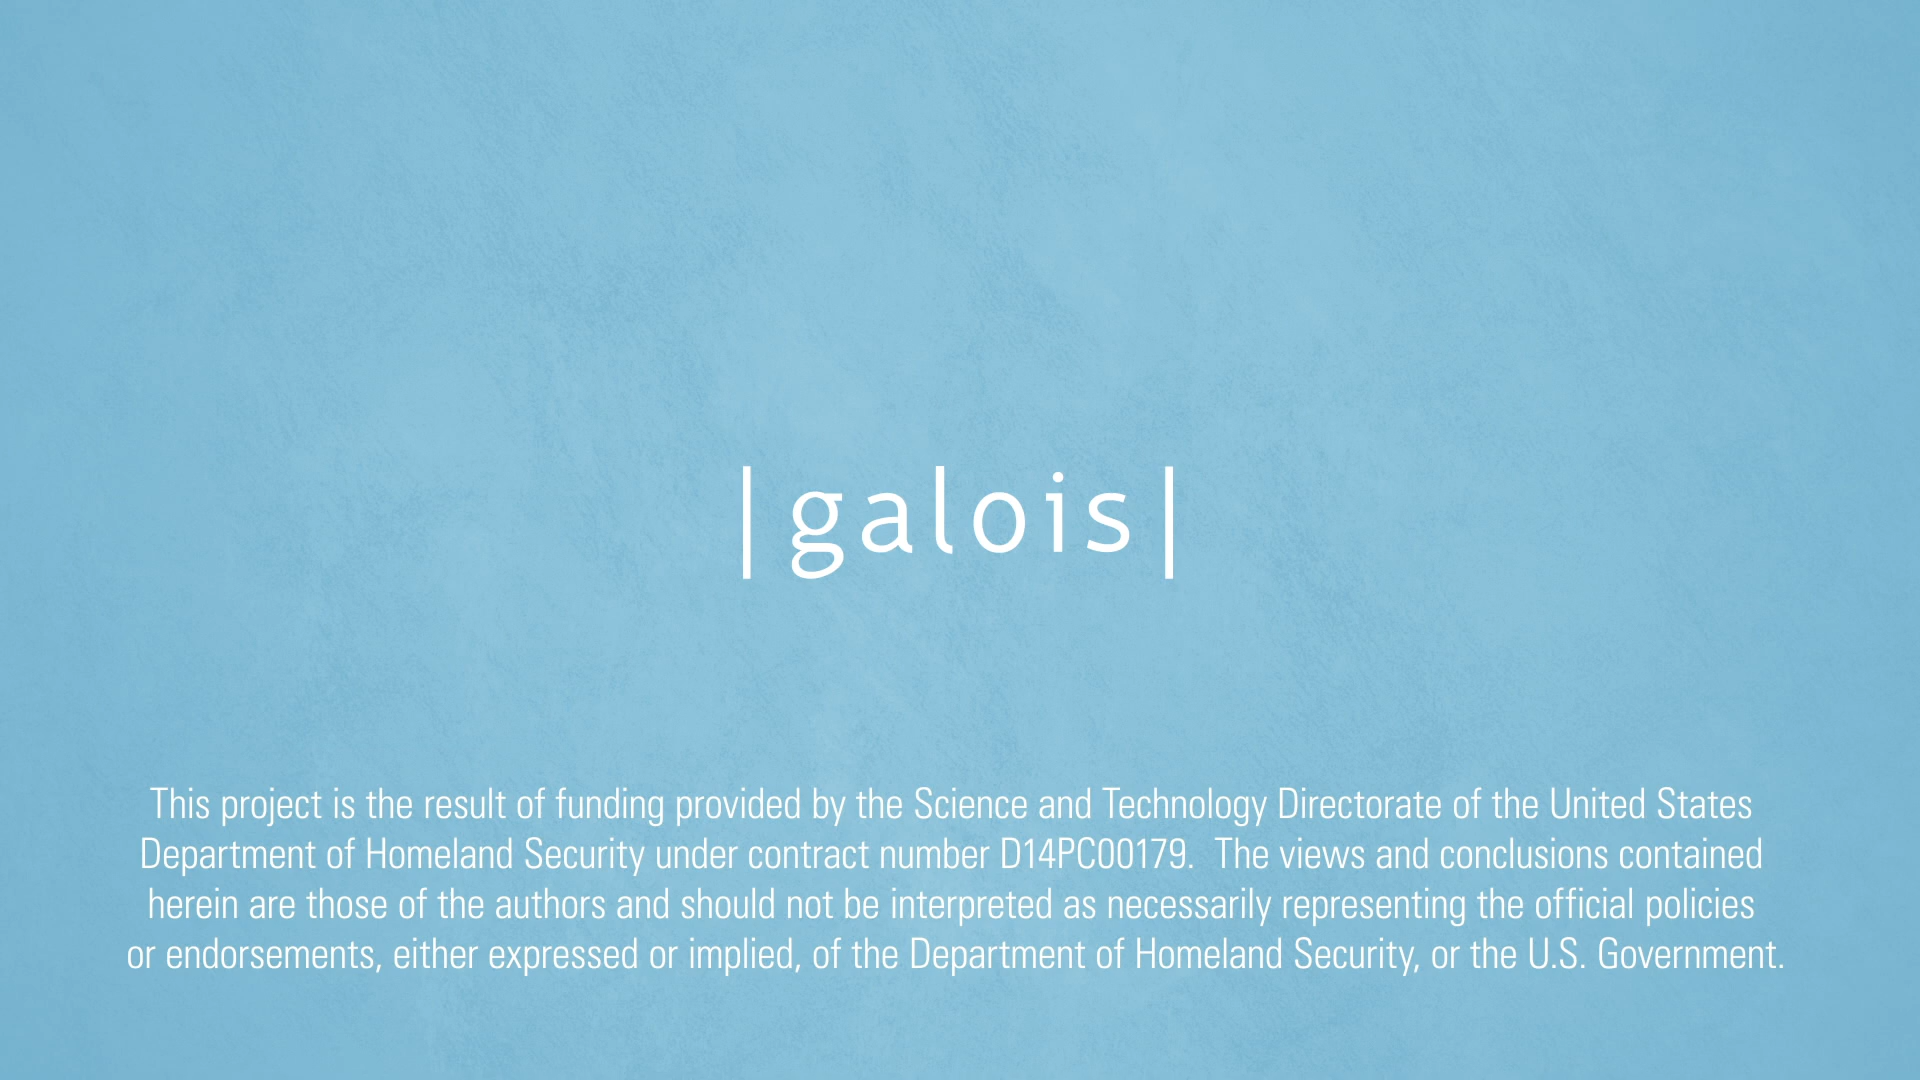 |galois|
This project is the result of funding provided by the Science and Technology Directorate of the United States
Department of Homeland Security under contract number D14PC00179.  The views and conclusions contained
herein are those of the authors and should not be interpreted as necessarily representing the official policies
or endorsements, either expressed or implied, of the Department of Homeland Security, or the U.S. Government.